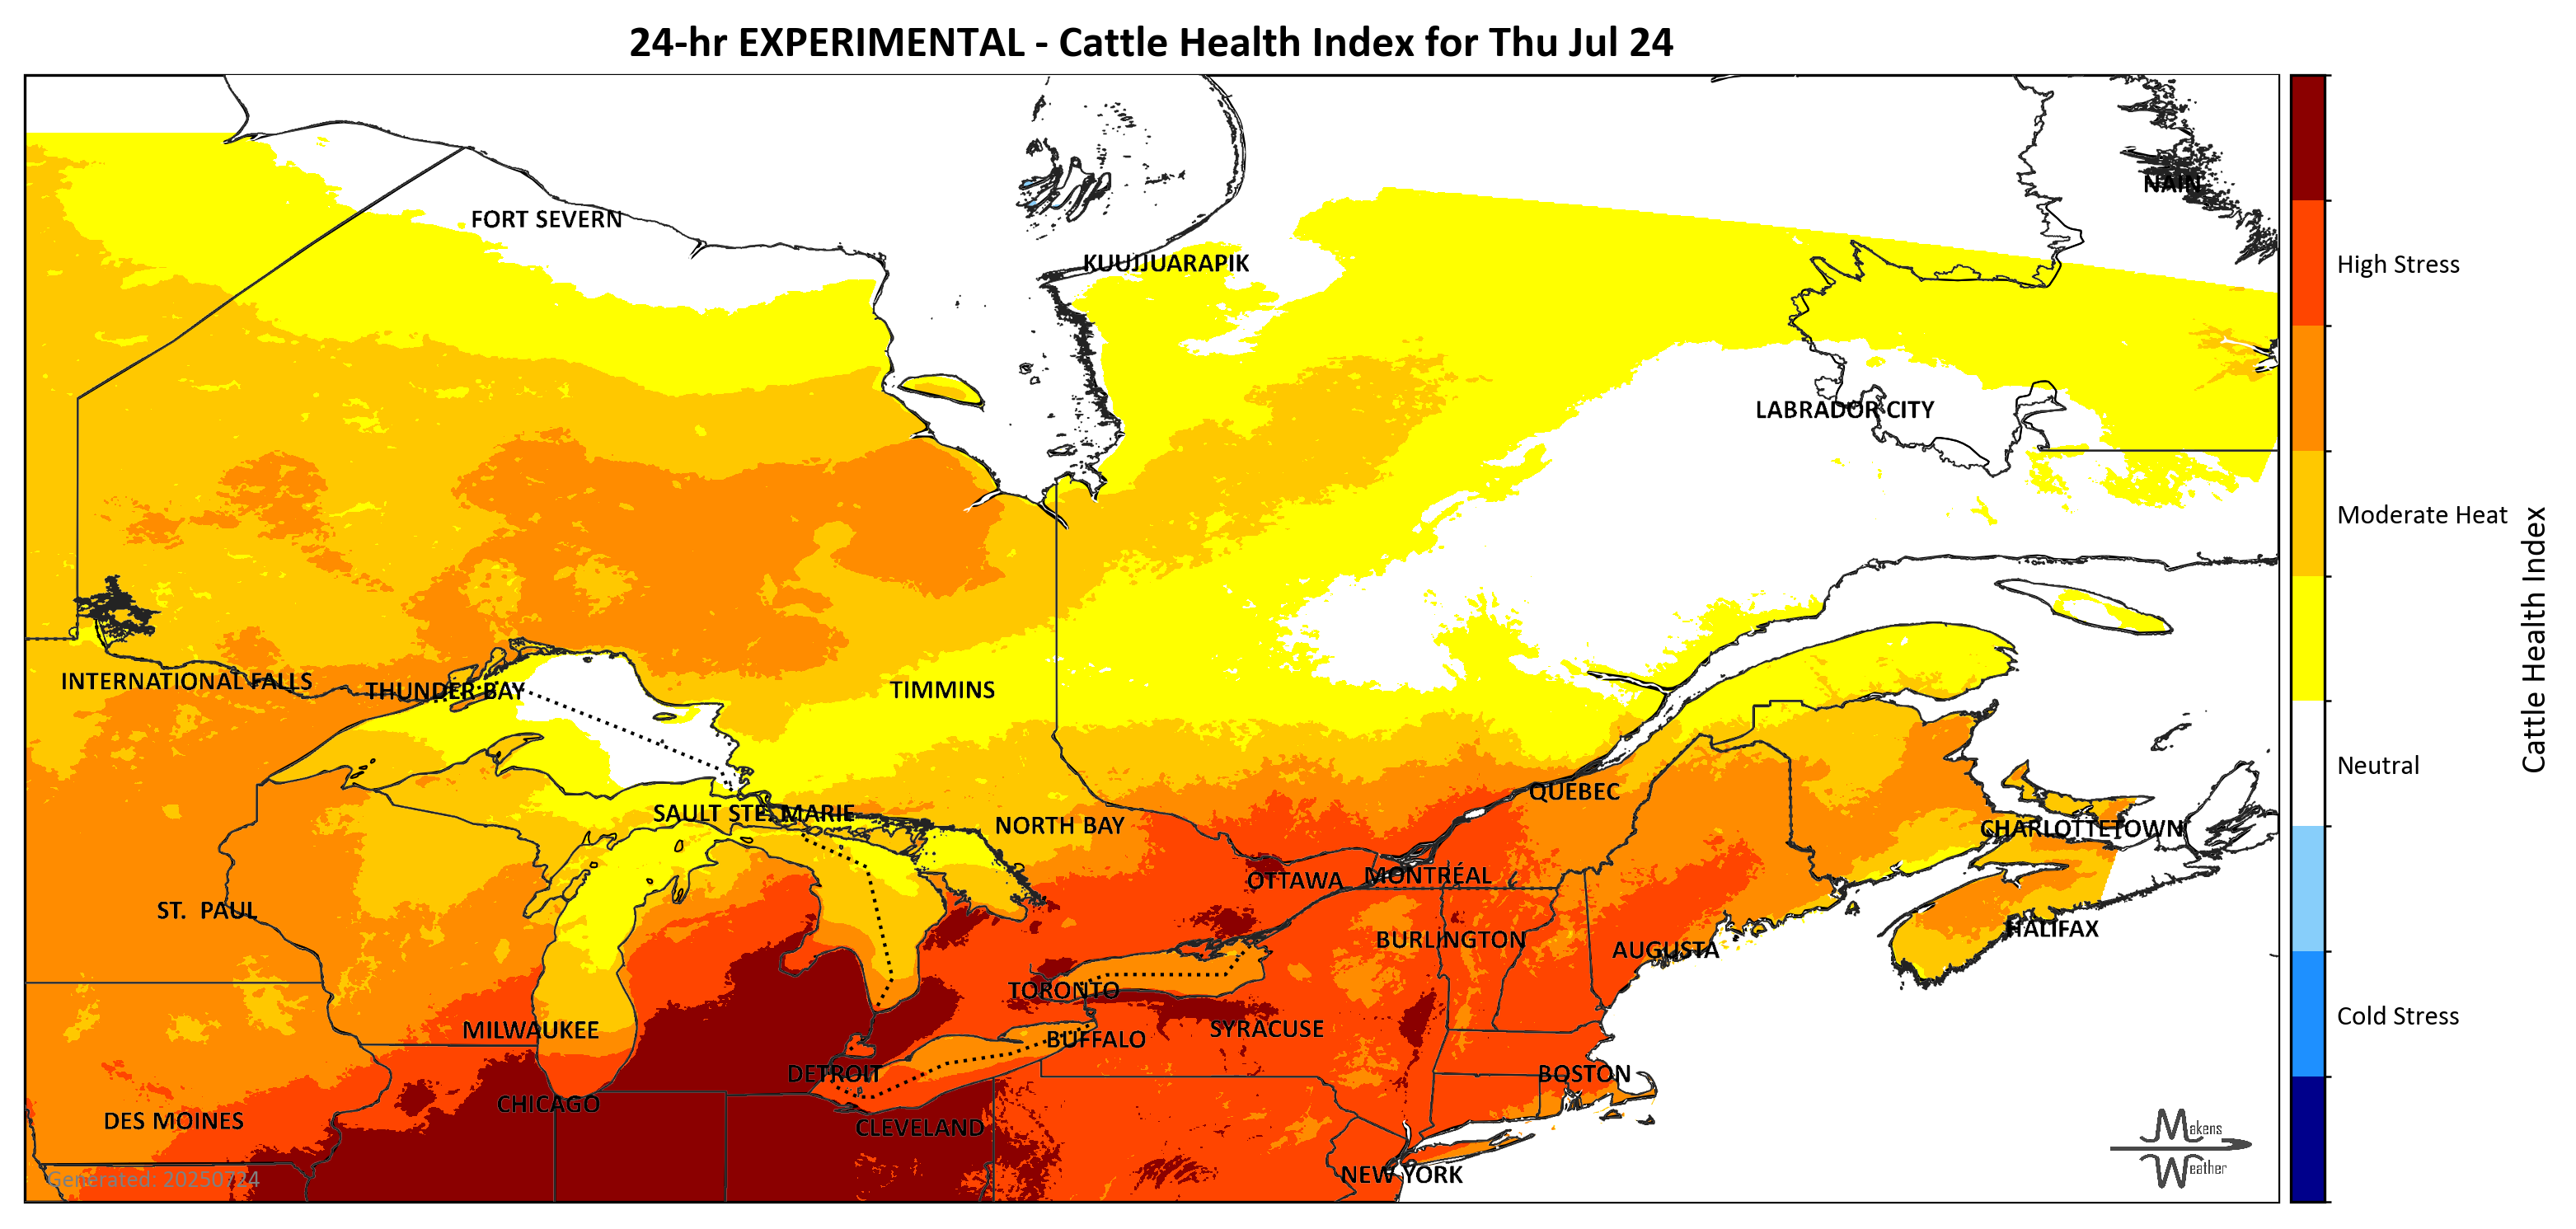 24-hr EXPERIMENTAL - Cattle Health Index for Thu Jul 24
NAIN
FORT SEVERN
KUUJJUARAPIK
High Stress
LABRADOR CITY
Moderate Heat
Cattle Health Index
INTERNATIONAL FALLS
THUNDER BAY
TIMMINS
Neutral
QUEBEC
SAULT STE. MARIE
NORTH BAY
CHARLOTTETOWN
OTTAWA
MONTRÉAL
ST. PAUL
HALIFAX
BURLINGTON
AUGUSTA
TORONTO
Cold Stress
MILWAUKEE
SYRACUSE
BUFFALO
DETROIT
BOSTON
CHICAGO
DES MOINES
CLEVELAND
Makens
Weather
NEW YORK
Generated: 20250724